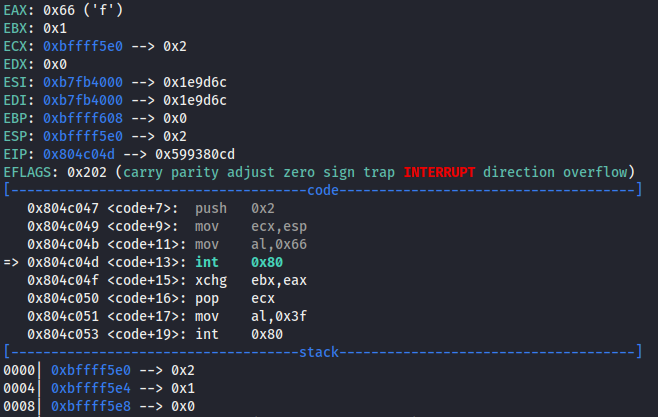 EAX: 0x66 ('f')
EBX: 0x1
ECX: 0xbffff5e0 --> 0x2
EDX: 0x0
ESI: 0xb7fb4000 --> 0x1e9d6c
EDI: 0xb7fb4000 --> 0x1e9d6c
EBP: 0xbffff608 --> 0x0
ESP: 0xbffff5e0 --> 0x2
EIP: 0x804c04d --> 0x599380cd
EFLAGS: 0x202 (carry parity adjust zero sign trap INTERRUPT direction overflow)
[-------------------------------------code-------------------------------------]
   0x804c047 <code+7>:  push   0x2
   0x804c049 <code+9>:  mov    ecx,esp
   0x804c04b <code+11>: mov    al,0x66
=> 0x804c04d <code+13>: int    0x80
   0x804c04f <code+15>: xchg   ebx,eax
   0x804c050 <code+16>: pop    ecx
   0x804c051 <code+17>: mov    al,0x3f
   0x804c053 <code+19>: int    0x80
[------------------------------------stack-------------------------------------]
0000| 0xbffff5e0 --> 0x2
0004| 0xbffff5e4 --> 0x1
0008| 0xbffff5e8 --> 0x0